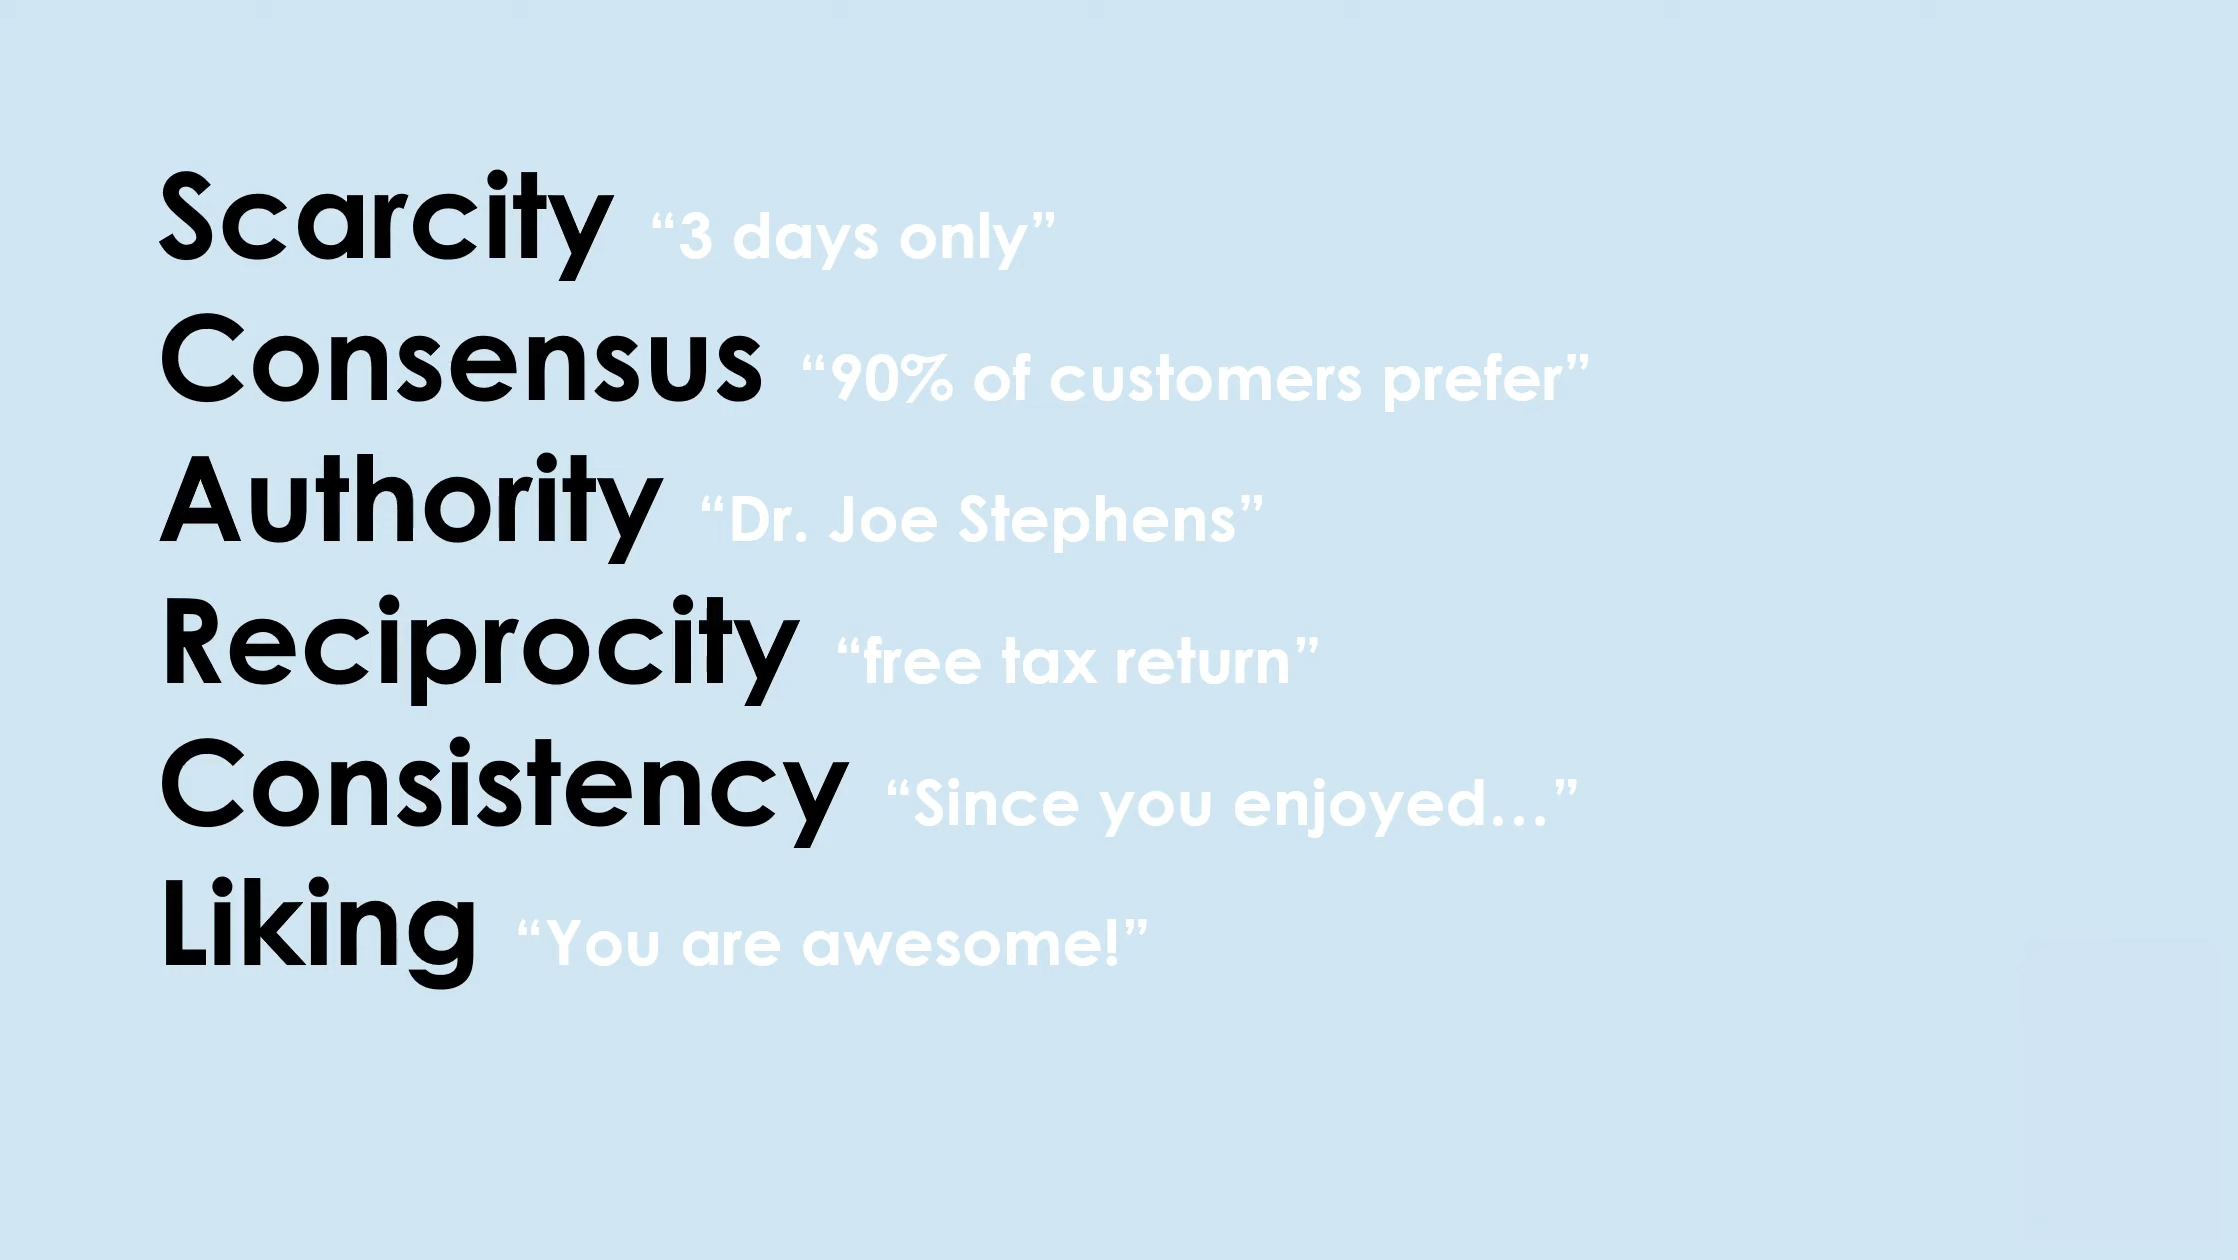 Scarcity “3 days only”
Consensus “90% of customers prefer”
Authority “Dr. Joe Stephens”
Reciprocity “free tax return”
Consistency “Since you enjoyed…”
Liking “You are awesome!”